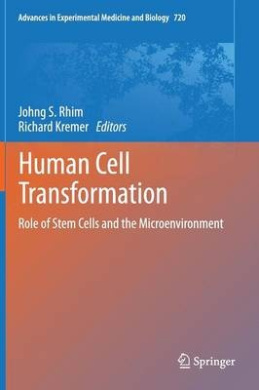 Advances in Experimental Medicine and Biology 720
Johng S. Rhim
Richard Kremer Editors
Human Cell
Transformation
Role of Stem Cells and the Microenvironment
Springer